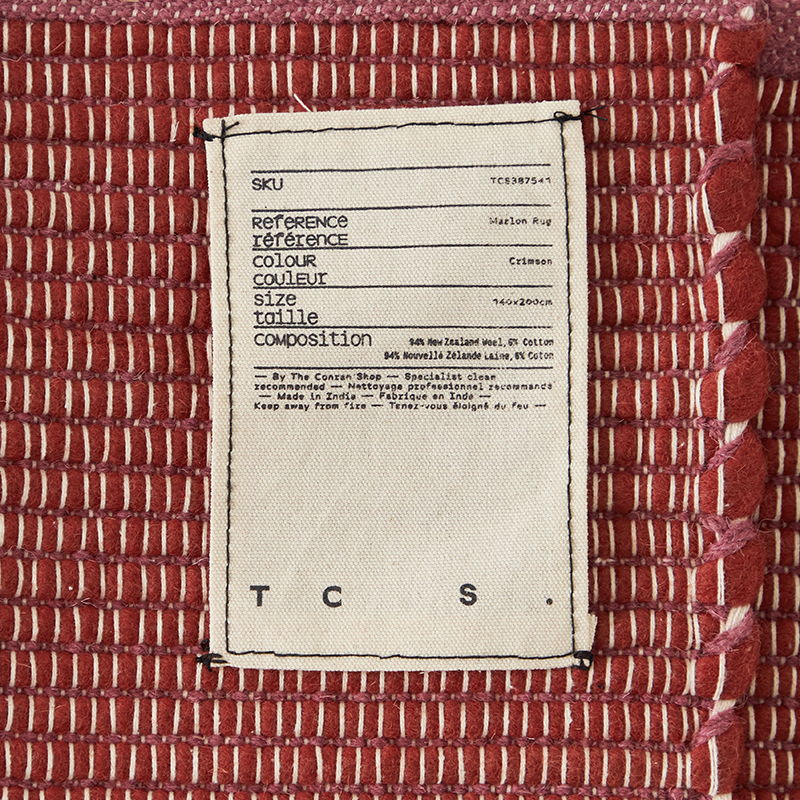 SKU TCS387541
Reference Marlon Rug
référence
colour Crimson
couleur
size 140x200cm
taille
composition 94% New Zealand Wool, 6% Cotton
94% Nouvelle Zélande Laine, 6% Coton
— By The Conran Shop — Specialist clean
recommended — Nettoyage professionnel recommandé
— Made in India — Fabrique en Inde —
Keep away from fire — Tenez-vous éloigné du feu —
T C S .